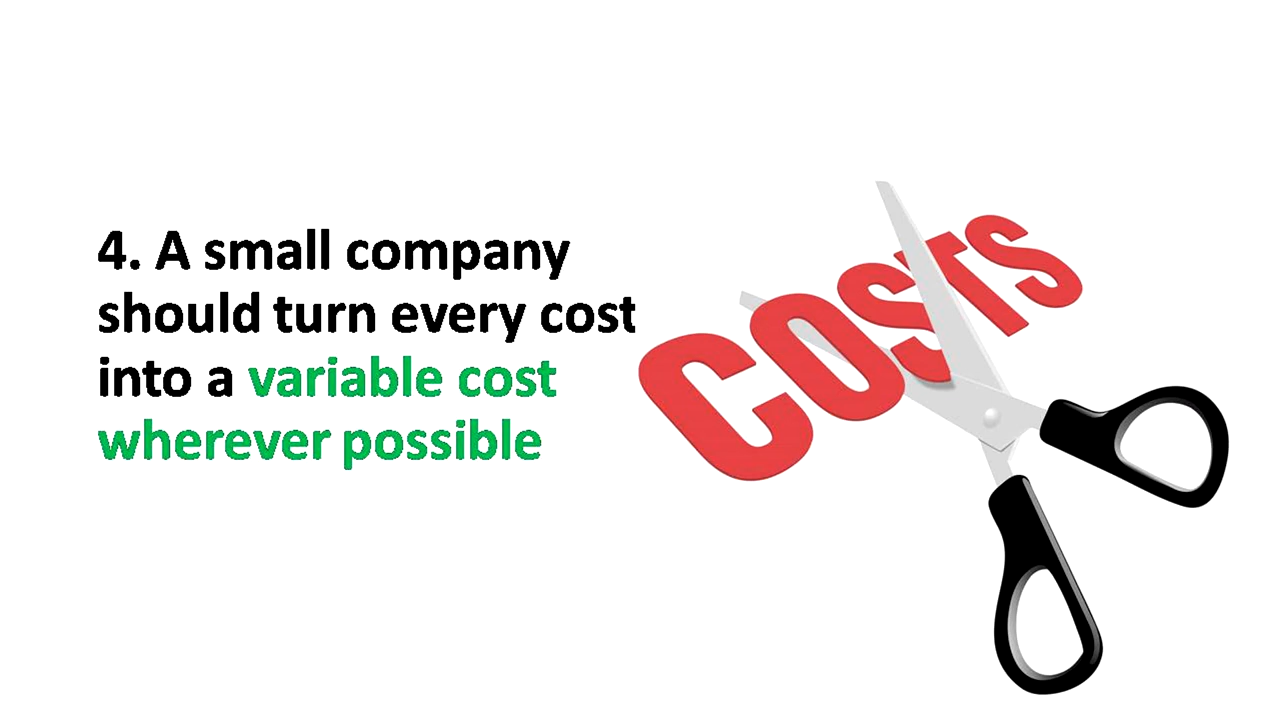 4. A small company
should turn every cost
into a variable cost
wherever possible
COSTS